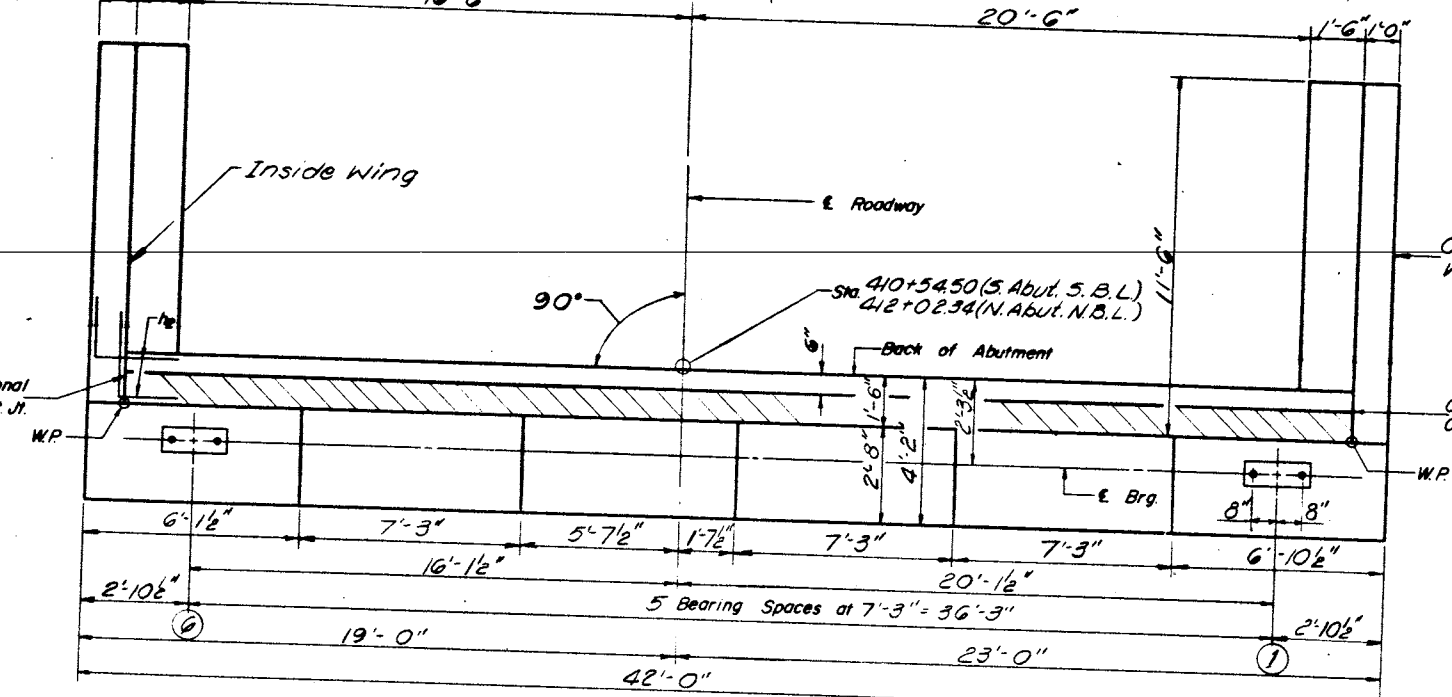 20'-6"
1'-6" 1'-0"
Inside Wing
℄ Roadway
11'-6"
90°
Sta. 410+54.50 (S. Abut. S.B.L.)
412+02.34 (N. Abut. N.B.L.)
6"
Back of Abutment
1'-6"
2'-8"
4'-2"
2'-3½"
W.P.
W.P.
℄ Brg.
8" 8"
6'-1½" 7'-3" 5'-7½" 1'-7½" 7'-3" 7'-3" 6'-10½"
16'-1½" 20'-1½"
2'-10½" 5 Bearing Spaces at 7'-3" = 36'-3" 2'-10½"
6 19'-0" 23'-0" 1
42'-0"